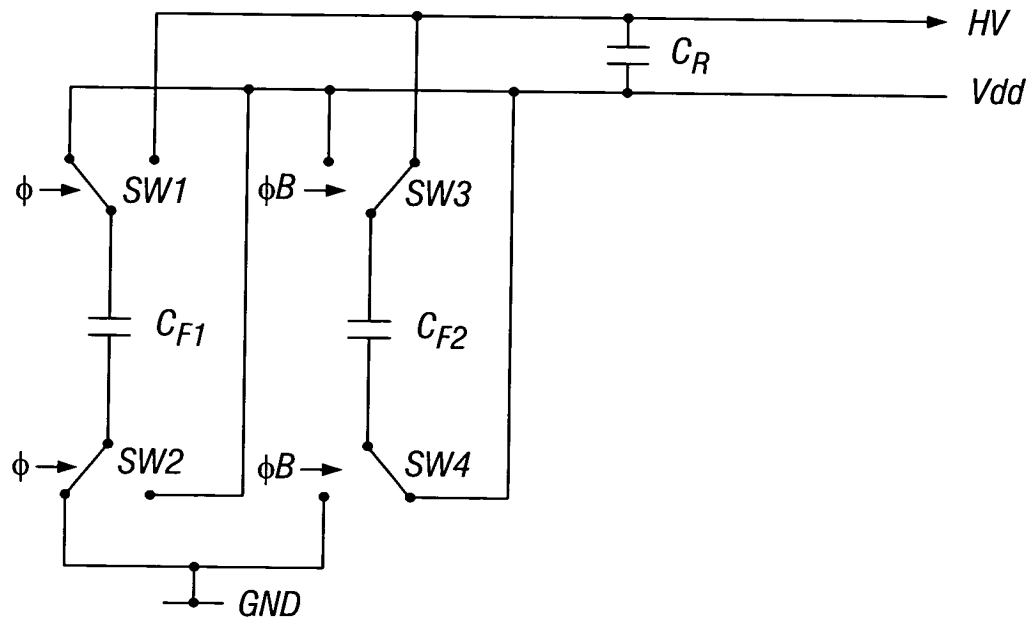 HV
C_R
Vdd
ϕ
SW1
ϕB
SW3
C_F1
C_F2
ϕ
SW2
ϕB
SW4
GND